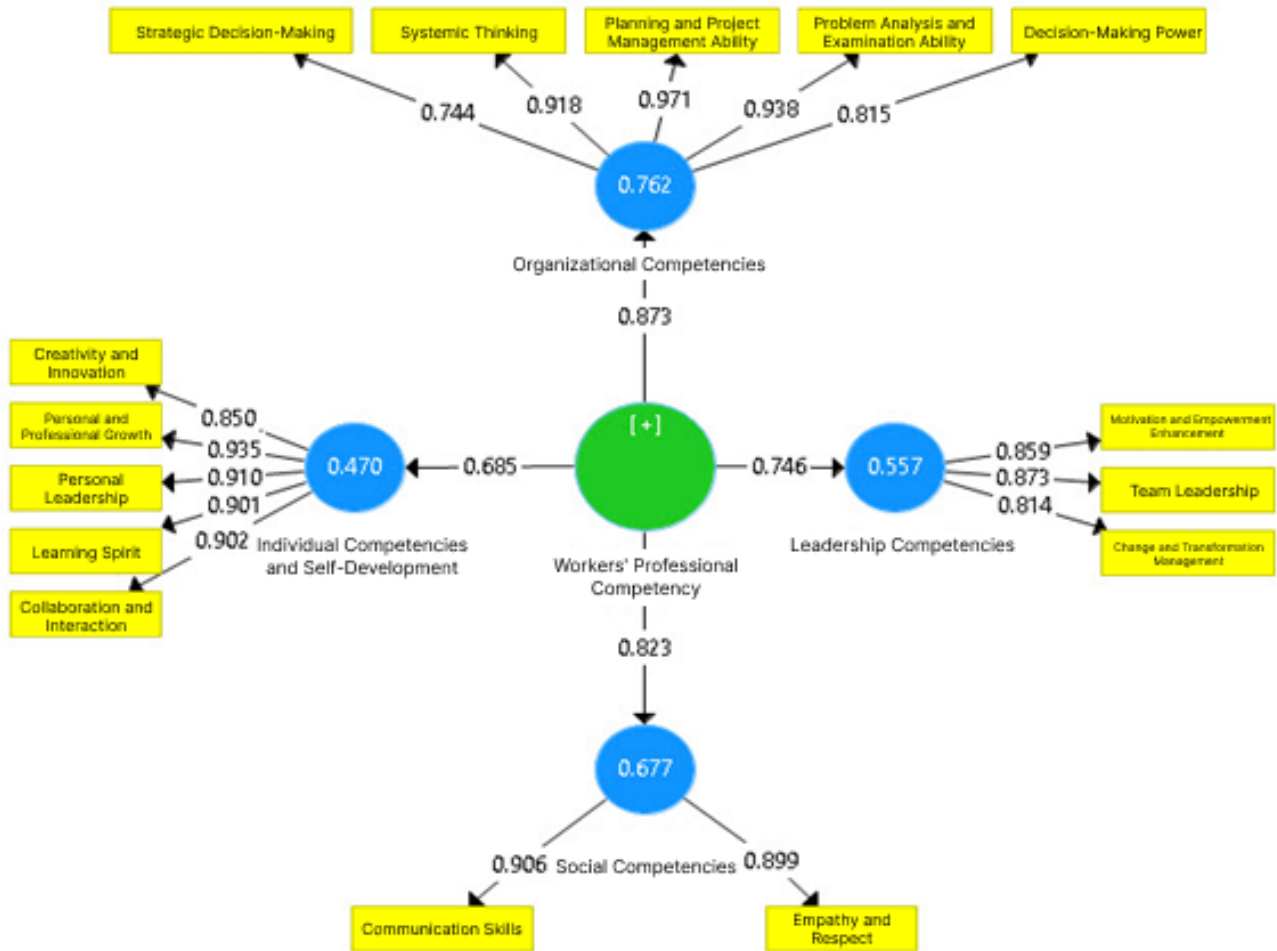 Strategic Decision-Making
Systemic Thinking
Planning and Project
Management Ability
Problem Analysis and
Examination Ability
Decision-Making Power
0.744
0.918
0.971
0.938
0.815
0.762
Organizational Competencies
0.873
Creativity and
Innovation
Personal and
Professional Growth
Personal
Leadership
Learning Spirit
Collaboration and
Interaction
0.850
0.935
0.910
0.901
0.902
0.470
Individual Competencies
and Self-Development
0.685
[+]
Workers' Professional
Competency
0.746
0.557
Leadership Competencies
0.859
0.873
0.814
Motivation and Empowerment
Enhancement
Team Leadership
Change and Transformation
Management
0.823
0.677
0.906
Social Competencies
0.899
Communication Skills
Empathy and
Respect